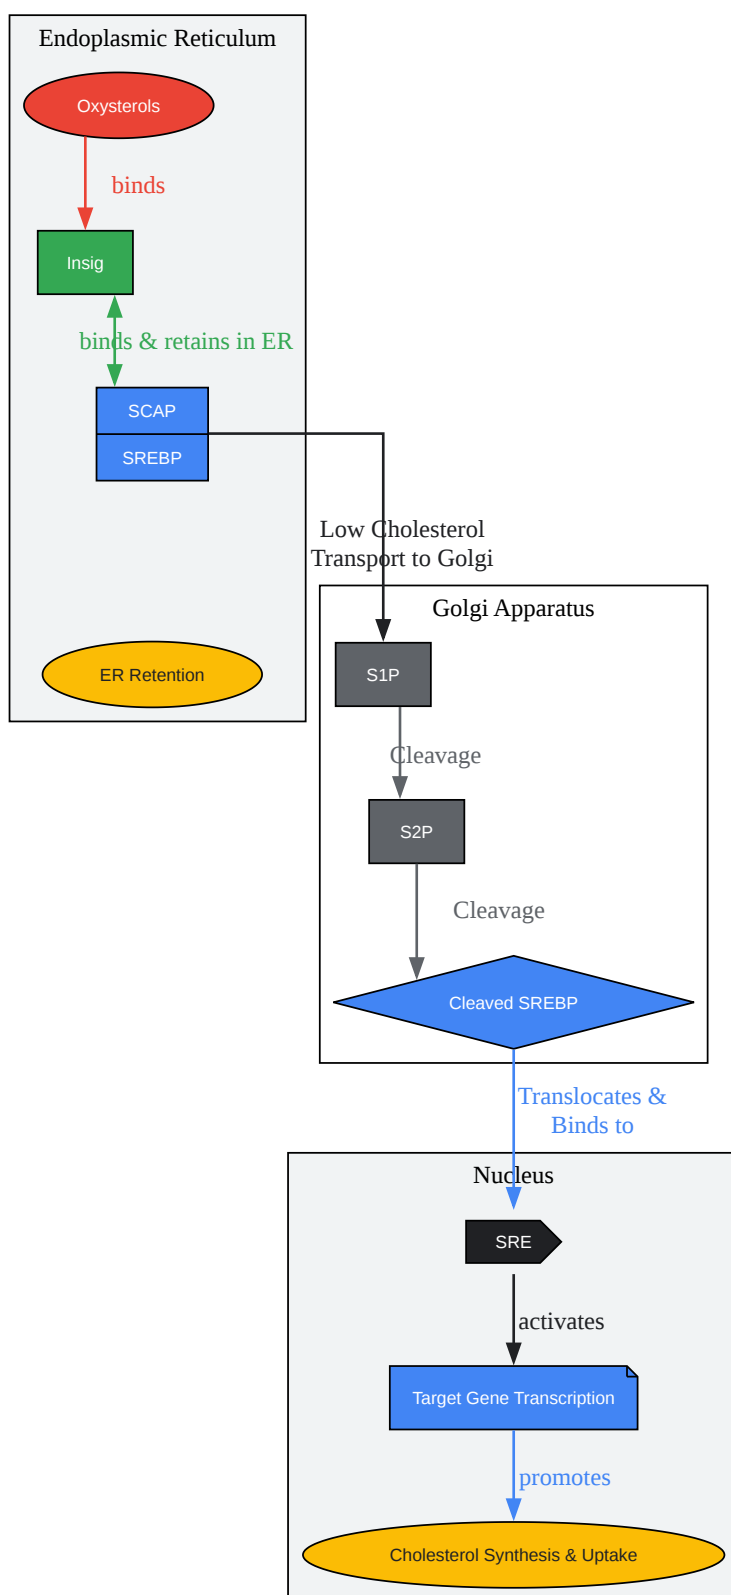 Endoplasmic Reticulum
Oxysterols
binds
Insig
binds & retains in ER
SCAP
SREBP
Low Cholesterol
Transport to Golgi
Golgi Apparatus
ER Retention
S1P
Cleavage
S2P
Cleavage
Cleaved SREBP
Translocates &
Binds to
Nucleus
SRE
activates
Target Gene Transcription
promotes
Cholesterol Synthesis & Uptake